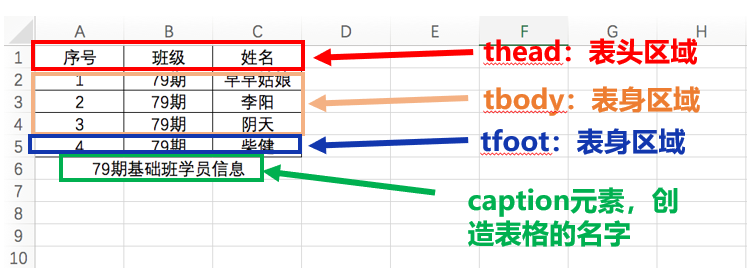 A B C D E F G H
1 序号 班级 姓名 thead：表头区域
2 1 79期 早早姑娘
3 2 79期 李阳 tbody：表身区域
4 3 79期 阴天
5 4 79期 柴健 tfoot：表身区域
6 79期基础班学员信息
7 caption元素，创
8 造表格的名字
9
10